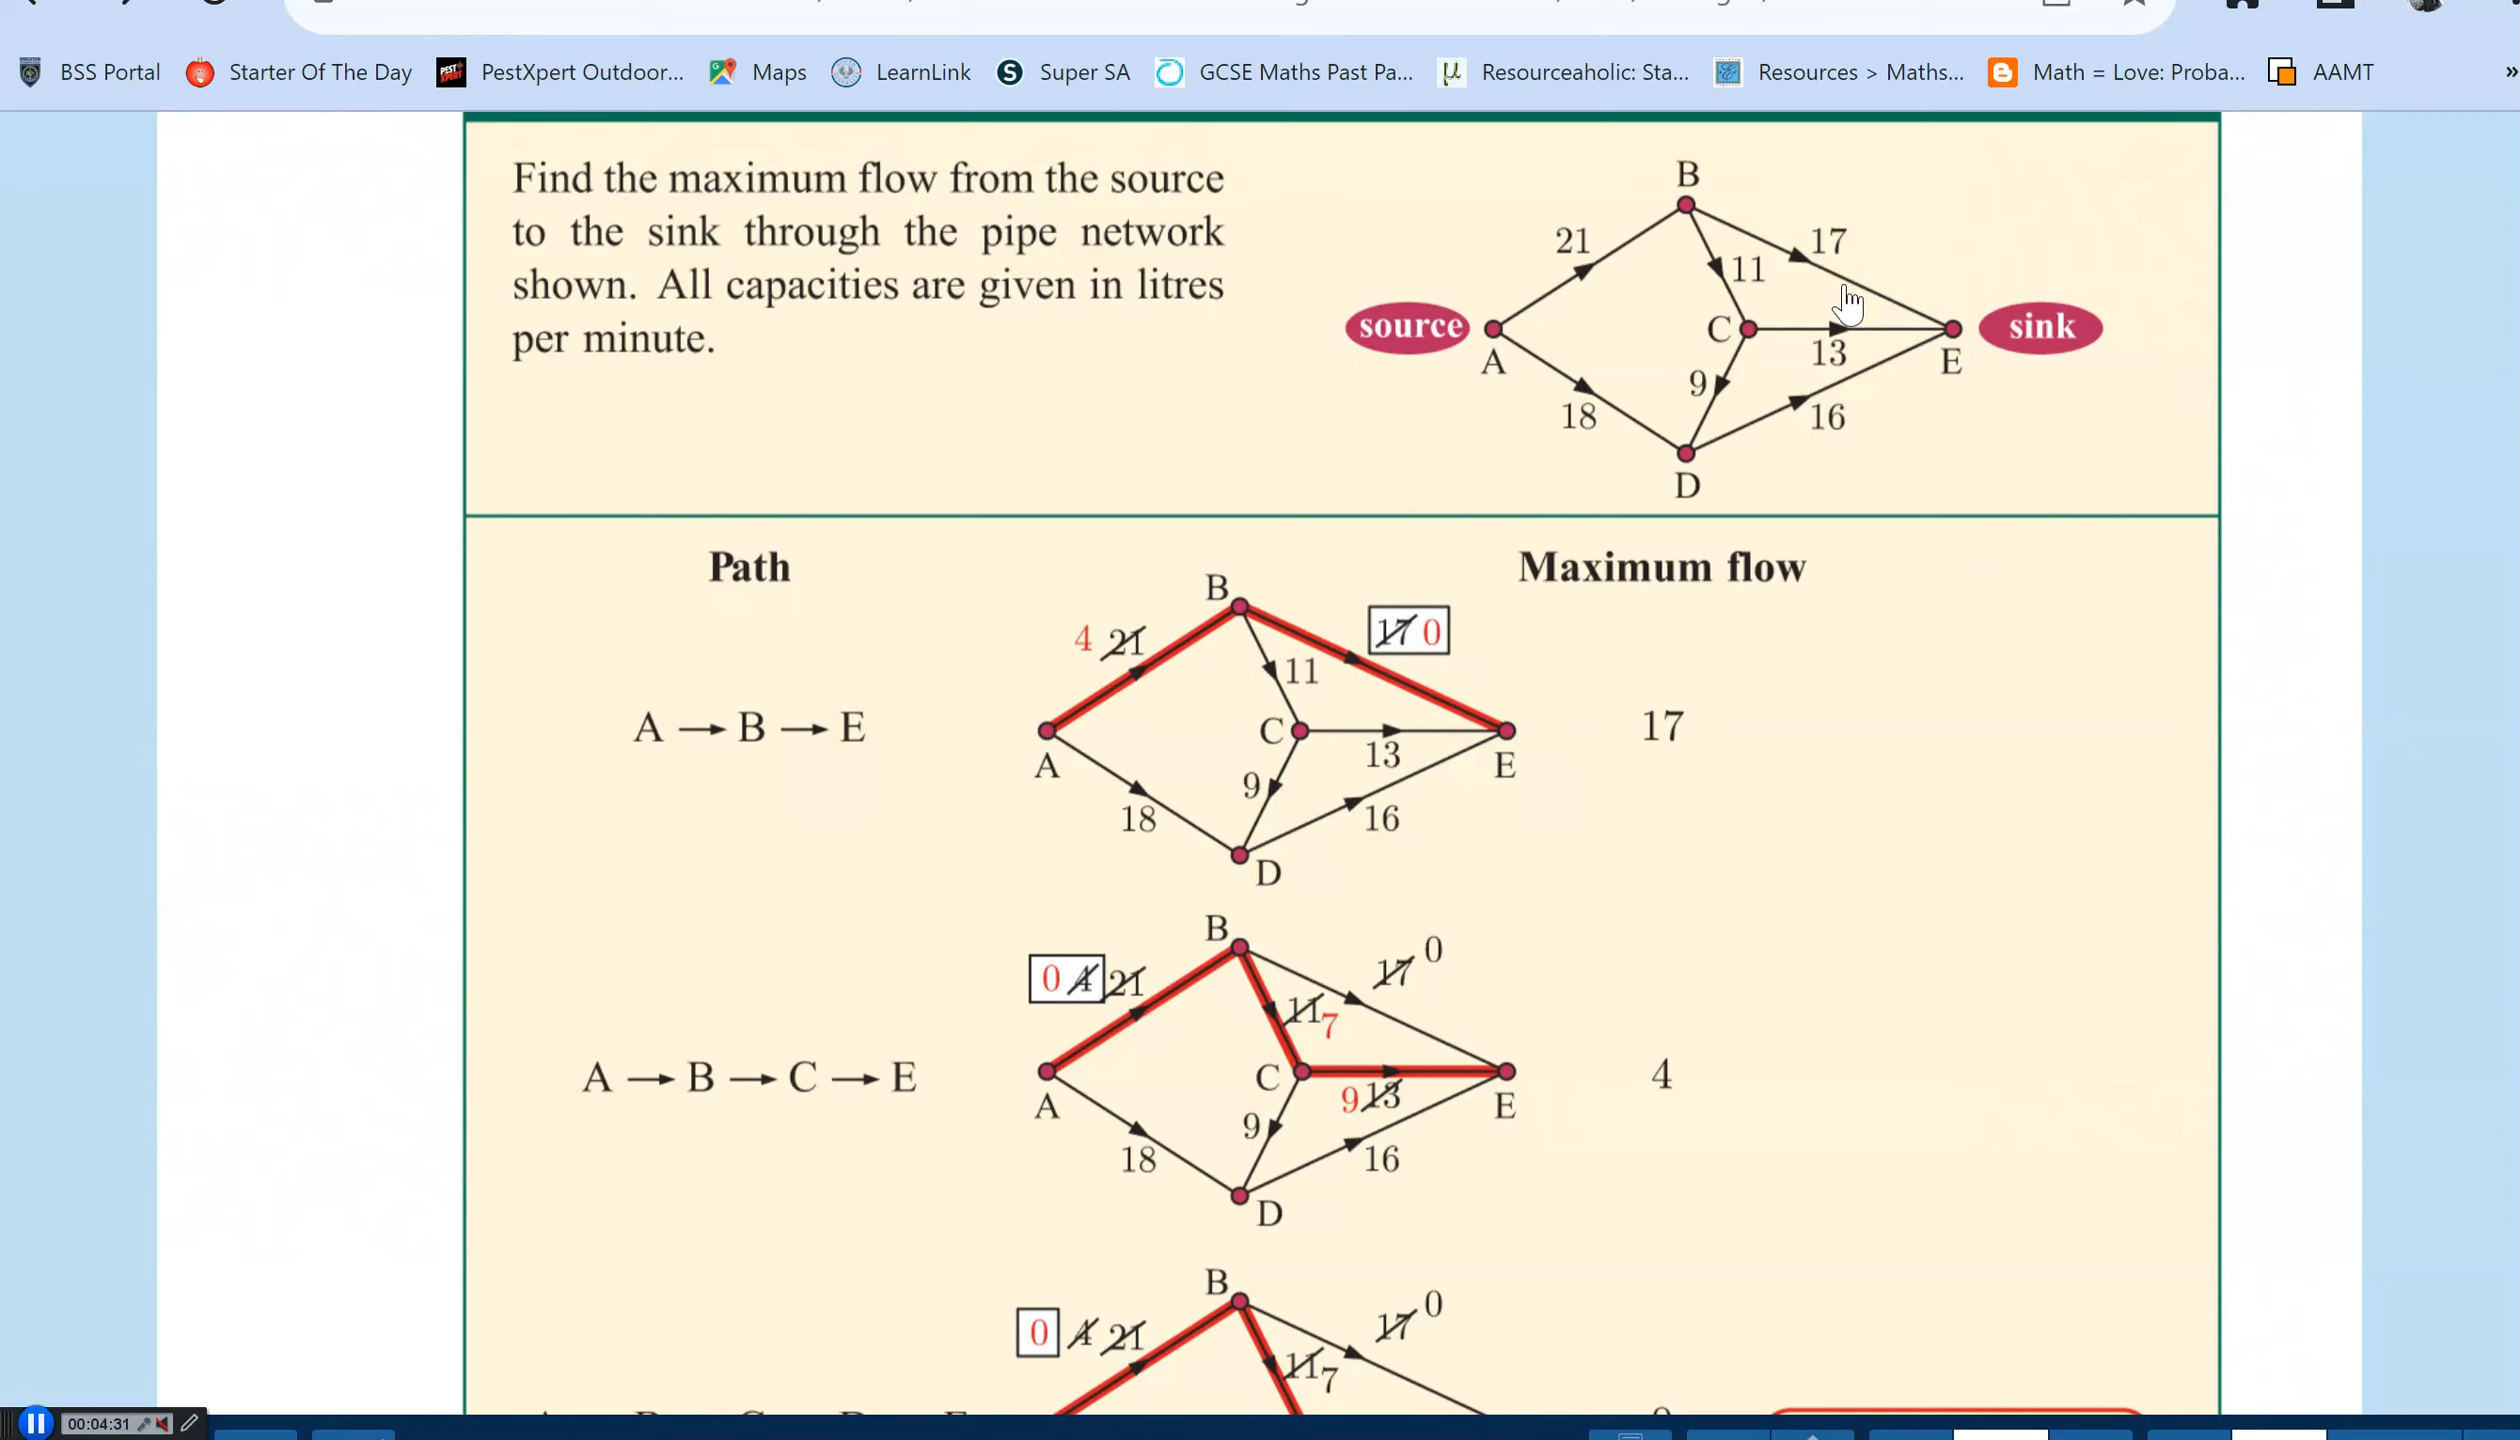 BSS Portal
Starter Of The Day
PestXpert Outdoor...
Maps
LearnLink
Super SA
GCSE Maths Past Pa...
Resourceaholic: Sta...
Resources > Maths...
Math = Love: Proba...
AAMT
»
Find the maximum flow from the source
to the sink through the pipe network
shown. All capacities are given in litres
per minute.
B
21
17
11
source
A
C
13
E
sink
9
18
16
D
Path
Maximum flow
B
4 21
17 0
11
A → B → E
A
C
13
E
17
9
18
16
D
B
0 4 21
17 0
11 7
A → B → C → E
A
C
9 13
E
4
9
18
16
D
B
0 4 21
17 0
11 7
00:04:31